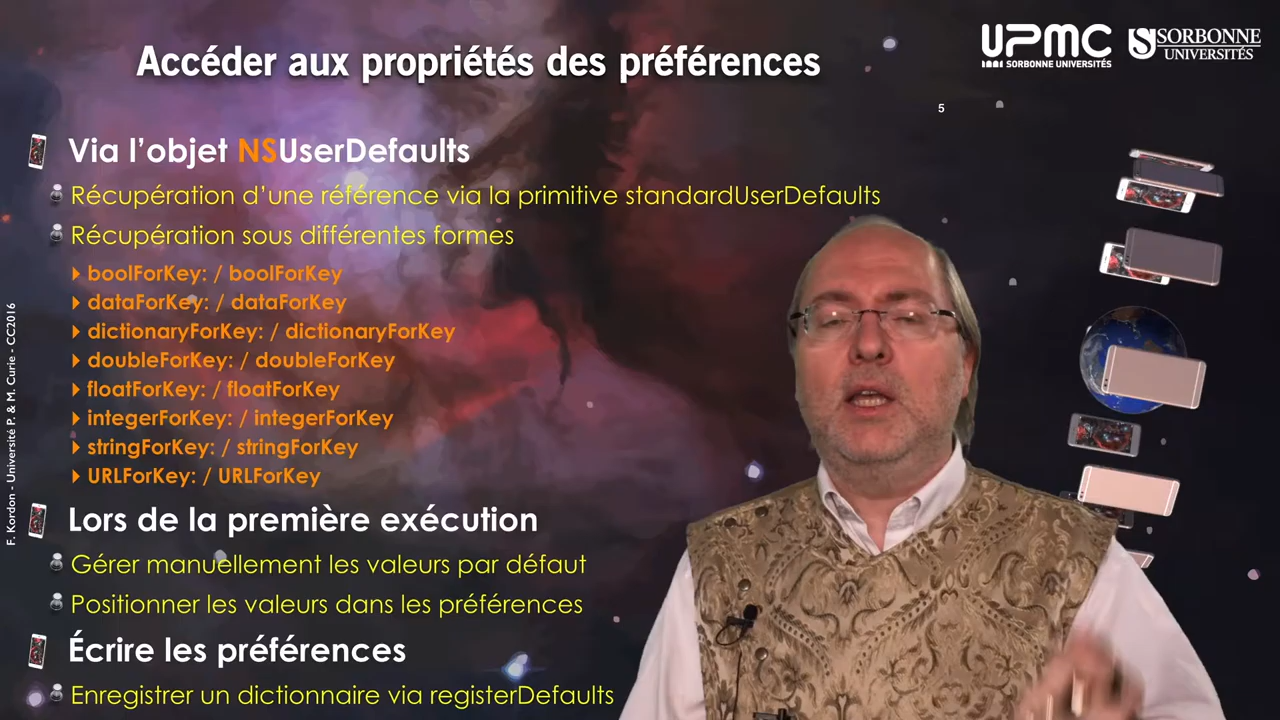 Accéder aux propriétés des préférences
UPMC
SORBONNE UNIVERSITÉS
SORBONNE
UNIVERSITÉS
5
Via l'objet NSUserDefaults
Récupération d'une référence via la primitive standardUserDefaults
Récupération sous différentes formes
boolForKey: / boolForKey
dataForKey: / dataForKey
dictionaryForKey: / dictionaryForKey
doubleForKey: / doubleForKey
floatForKey: / floatForKey
integerForKey: / integerForKey
stringForKey: / stringForKey
URLForKey: / URLForKey
Lors de la première exécution
Gérer manuellement les valeurs par défaut
Positionner les valeurs dans les préférences
Écrire les préférences
Enregistrer un dictionnaire via registerDefaults
F. Kordon - Université P. & M. Curie - CC2016